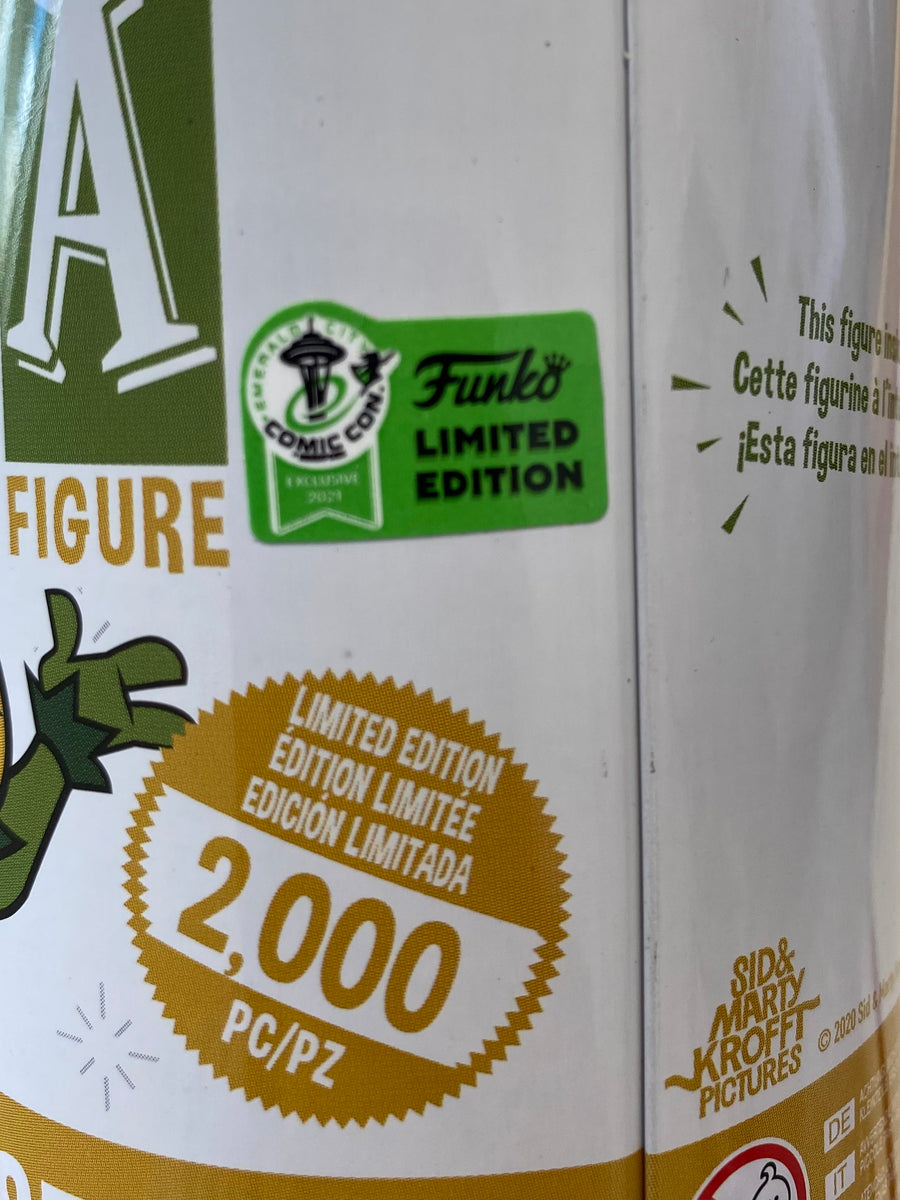 A
FIGURE
EMERALD CITY
COMIC CON
EXCLUSIVE
2021
Funko
LIMITED
EDITION
This figure
Cette figurine à
¡Esta figura en el
LIMITED EDITION
ÉDITION LIMITÉE
EDICIÓN LIMITADA
2,000
PC/PZ
SID &
MARTY
KROFFT
PICTURES
© 2020 Sid &
DE
IT